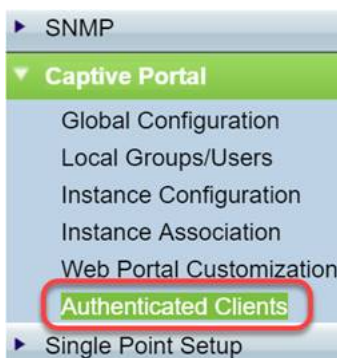 SNMP
Captive Portal
Global Configuration
Local Groups/Users
Instance Configuration
Instance Association
Web Portal Customization
Authenticated Clients
Single Point Setup